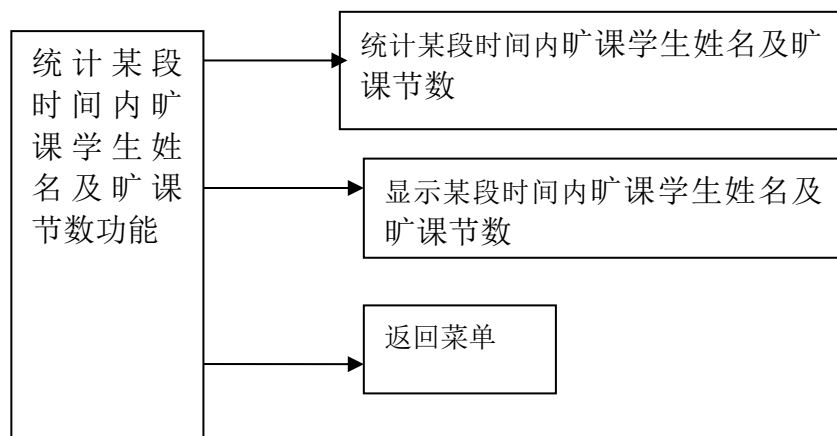 统计某段
时间内旷
课学生姓
名及旷课
节数功能
统计某段时间内旷课学生姓名及旷
课节数
显示某段时间内旷课学生姓名及
旷课节数
返回菜单